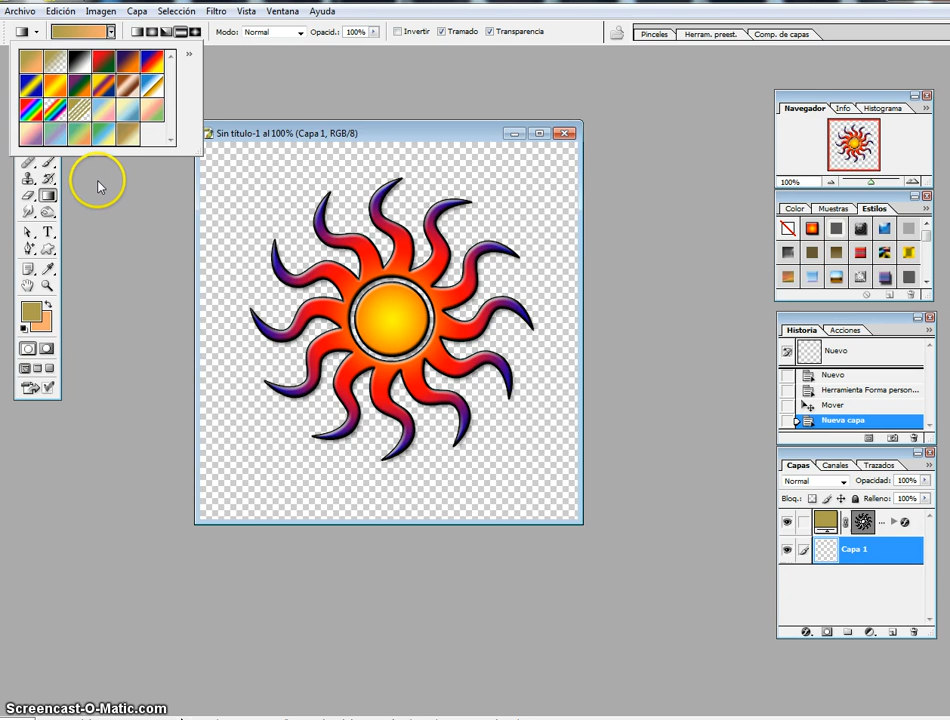 Archivo Edición Imagen Capa Selección Filtro Vista Ventana Ayuda
Modo: Normal Opacid.: 100% Invertir Tramado Transparencia
Pinceles Herram. preest. Comp. de capas
Sin título-1 al 100% (Capa 1, RGB/8)
Navegador Info Histograma
100%
Color Muestras Estilos
Historia Acciones
Nuevo
Nuevo
Herramienta Forma person...
Mover
Nueva capa
Capas Canales Trazados
Normal Opacidad: 100%
Bloq.: Relleno: 100%
...
Capa 1
Screencast-O-Matic.com